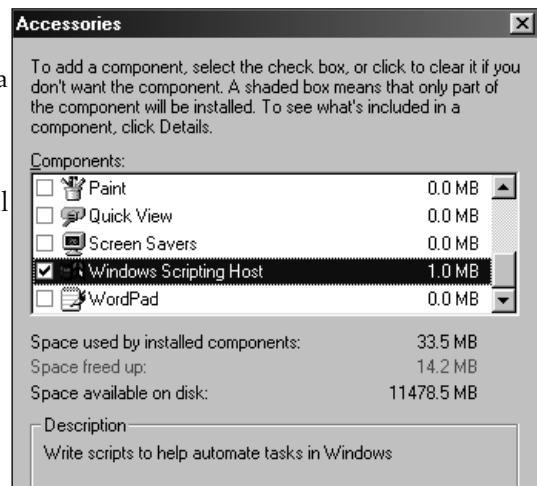 Accessories
a
To add a component, select the check box, or click to clear it if you
don't want the component. A shaded box means that only part of
the component will be installed. To see what's included in a
component, click Details.
Components:
l
Paint 0.0 MB
Quick View 0.0 MB
Screen Savers 0.0 MB
Windows Scripting Host 1.0 MB
WordPad 0.0 MB
Space used by installed components: 33.5 MB
Space freed up: 14.2 MB
Space available on disk: 11478.5 MB
Description
Write scripts to help automate tasks in Windows